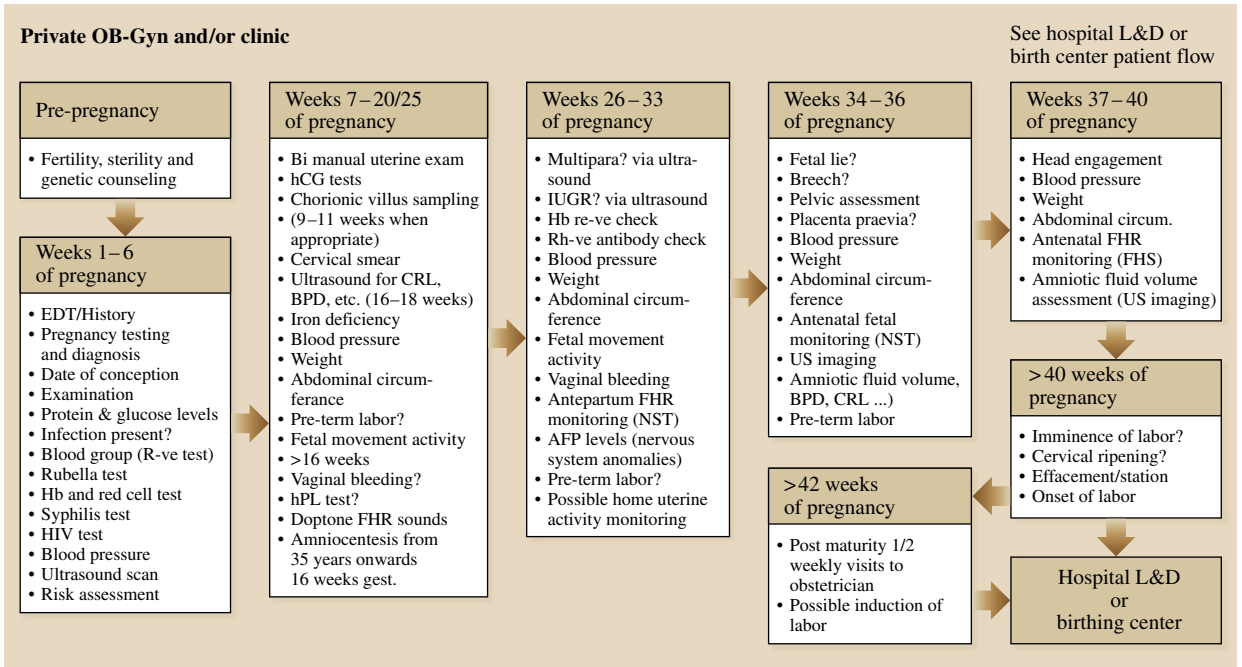 Private OB-Gyn and/or clinic
See hospital L&D or
birth center patient flow
Pre-pregnancy
• Fertility, sterility and
genetic counseling
Weeks 1–6
of pregnancy
• EDT/History
• Pregnancy testing
and diagnosis
• Date of conception
• Examination
• Protein & glucose levels
• Infection present?
• Blood group (R-ve test)
• Rubella test
• Hb and red cell test
• Syphilis test
• HIV test
• Blood pressure
• Ultrasound scan
• Risk assessment
Weeks 7–20/25
of pregnancy
• Bi manual uterine exam
• hCG tests
• Chorionic villus sampling
• (9–11 weeks when
appropriate)
• Cervical smear
• Ultrasound for CRL,
BPD, etc. (16–18 weeks)
• Iron deficiency
• Blood pressure
• Weight
• Abdominal circum-
ferance
• Pre-term labor?
• Fetal movement activity
• >16 weeks
• Vaginal bleeding?
• hPL test?
• Doptone FHR sounds
• Amniocentesis from
35 years onwards
16 weeks gest.
Weeks 26–33
of pregnancy
• Multipara? via ultra-
sound
• IUGR? via ultrasound
• Hb re-ve check
• Rh-ve antibody check
• Blood pressure
• Weight
• Abdominal circum-
ference
• Fetal movement
activity
• Vaginal bleeding
• Antepartum FHR
monitoring (NST)
• AFP levels (nervous
system anomalies)
• Pre-term labor?
• Possible home uterine
activity monitoring
Weeks 34–36
of pregnancy
• Fetal lie?
• Breech?
• Pelvic assessment
• Placenta praevia?
• Blood pressure
• Weight
• Abdominal circum-
ference
• Antenatal fetal
monitoring (NST)
• US imaging
• Amniotic fluid volume,
BPD, CRL ...)
• Pre-term labor
Weeks 37–40
of pregnancy
• Head engagement
• Blood pressure
• Weight
• Abdominal circum.
• Antenatal FHR
monitoring (FHS)
• Amniotic fluid volume
assessment (US imaging)
>40 weeks of
pregnancy
• Imminence of labor?
• Cervical ripening?
• Effacement/station
• Onset of labor
>42 weeks
of pregnancy
• Post maturity 1/2
weekly visits to
obstetrician
• Possible induction of
labor
Hospital L&D
or
birthing center